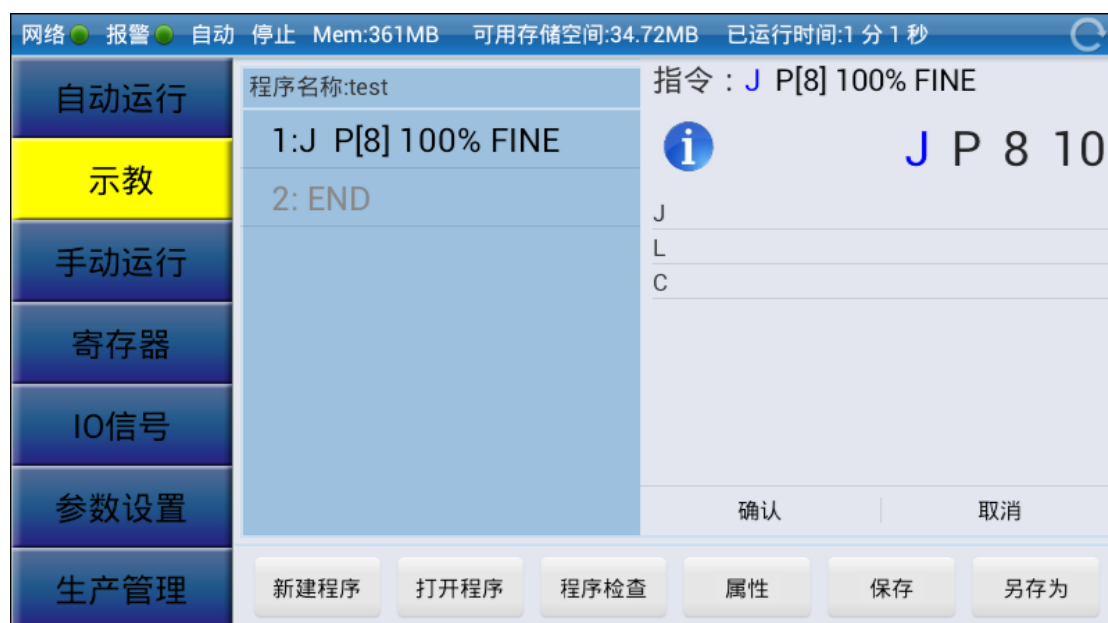 网络 报警 自动 停止 Mem:361MB 可用存储空间:34.72MB 已运行时间:1 分 1 秒
自动运行
示教
手动运行
寄存器
IO信号
参数设置
生产管理
程序名称:test
1:J P[8] 100% FINE
2: END
指令：J P[8] 100% FINE
J P 8 10
J
L
C
确认 取消
新建程序 打开程序 程序检查 属性 保存 另存为